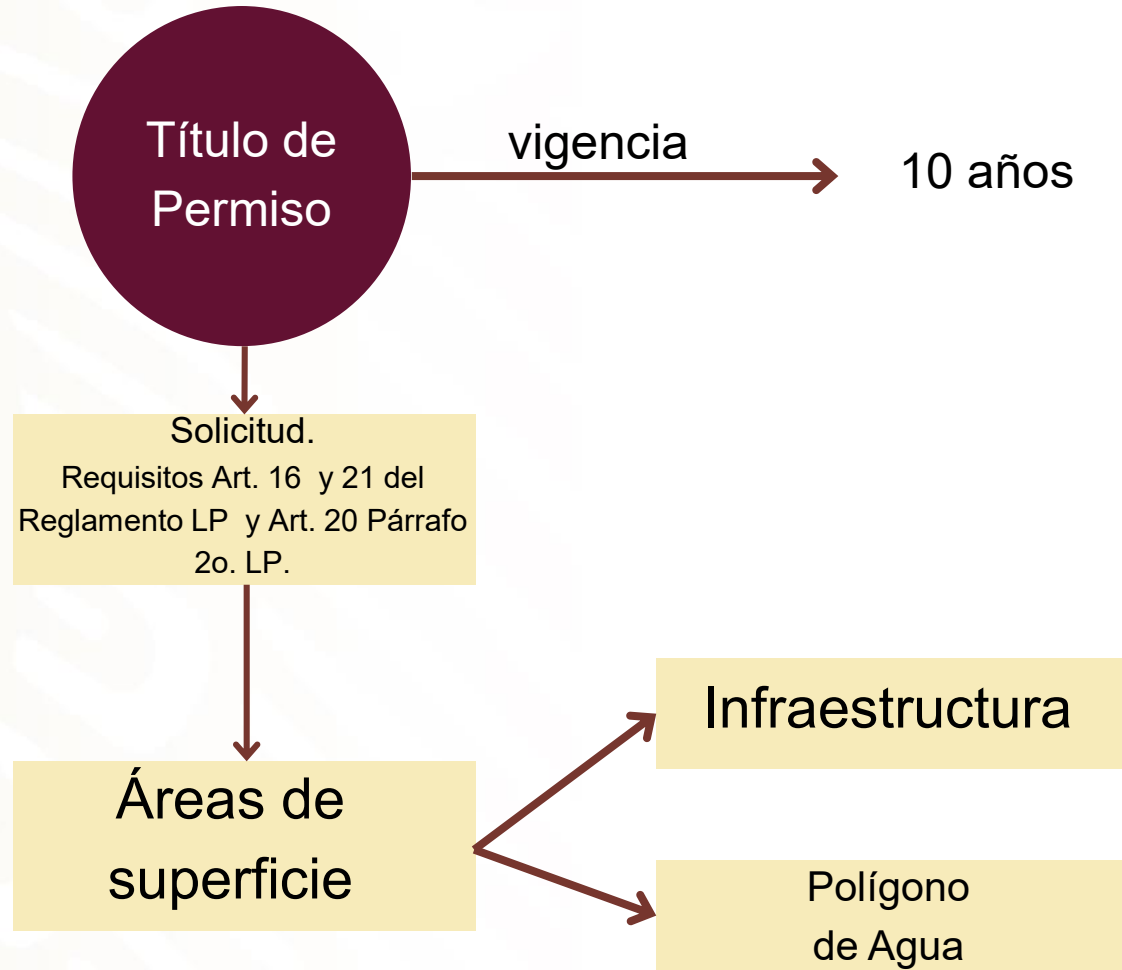 Título de
Permiso
vigencia
10 años
Solicitud.
Requisitos Art. 16 y 21 del
Reglamento LP y Art. 20 Párrafo
2o. LP.
Áreas de
superficie
Infraestructura
Polígono
de Agua